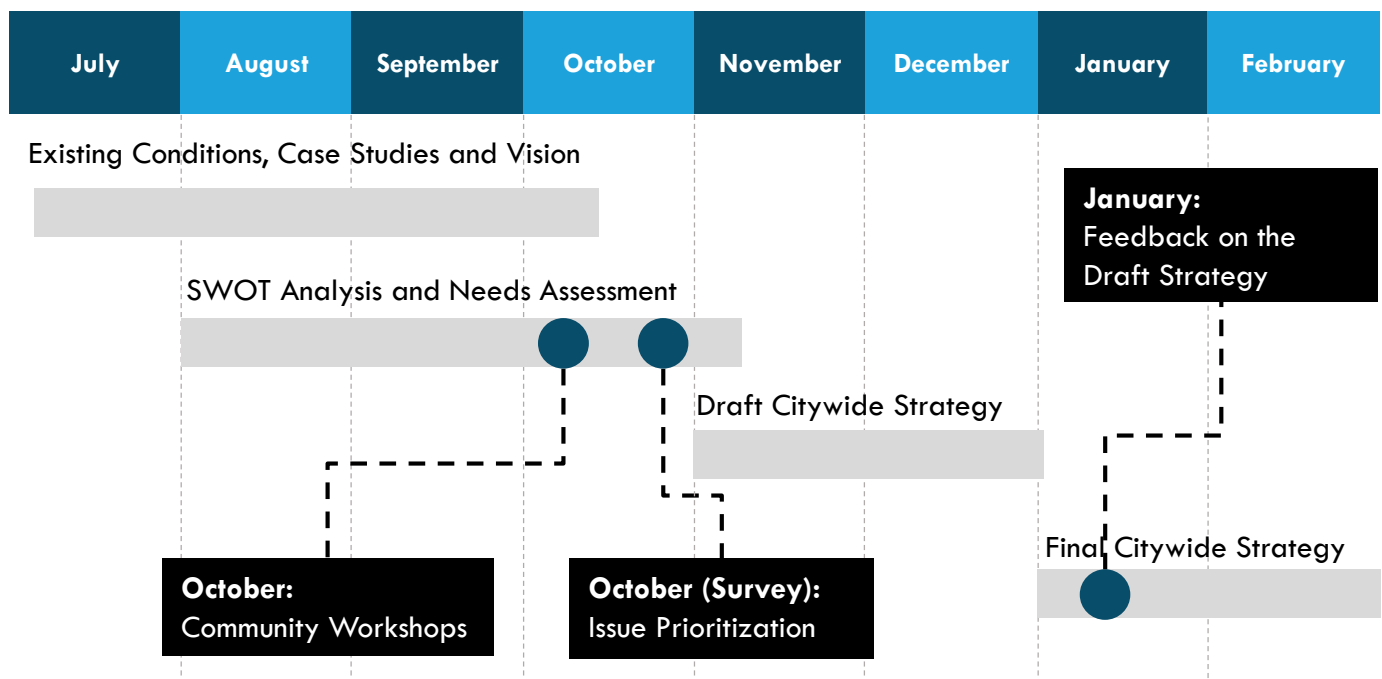 July August September October November December January February
Existing Conditions, Case Studies and Vision
January:
Feedback on the
Draft Strategy
SWOT Analysis and Needs Assessment
Draft Citywide Strategy
Final Citywide Strategy
October:
Community Workshops
October (Survey):
Issue Prioritization